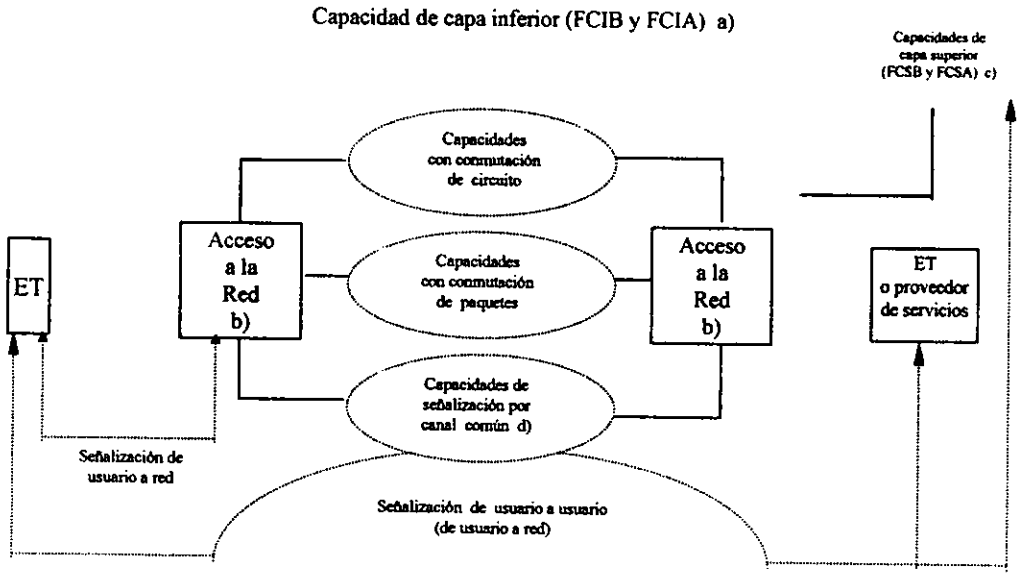 Capacidad de capa inferior (FCIB y FCIA) a)
Capacidades de
capa superior
(FCSB y FCSA) c)
Capacidades
con conmutación
de circuito
ET
Acceso
a la
Red
b)
Capacidades
con conmutación
de paquetes
Acceso
a la
Red
b)
ET
o proveedor
de servicios
Capacidades de
señalización por
canal común d)
Señalización de
usuario a red
Señalización de usuario a usuario
(de usuario a red)